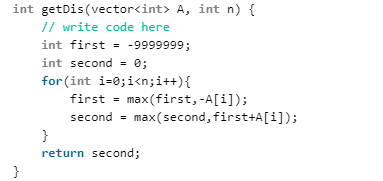 int getDis(vector<int> A, int n) {
    // write code here
    int first = -9999999;
    int second = 0;
    for(int i=0;i<n;i++){
        first = max(first,-A[i]);
        second = max(second,first+A[i]);
    }
    return second;
}